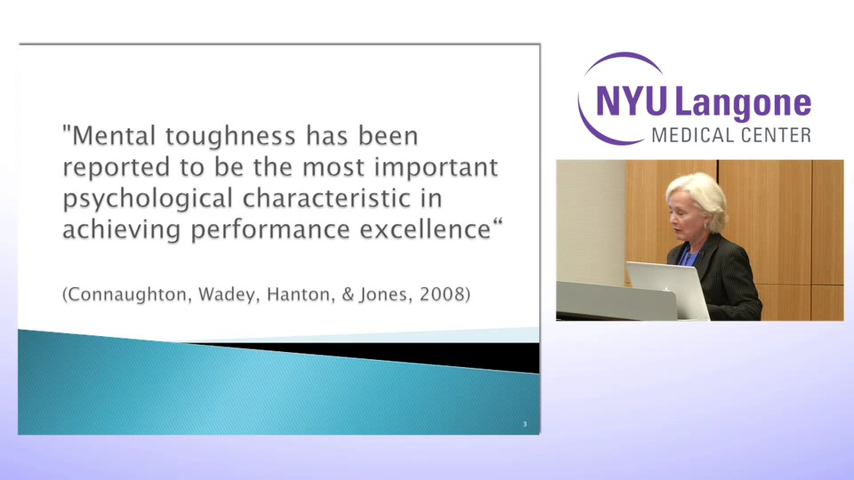 "Mental toughness has been
reported to be the most important
psychological characteristic in
achieving performance excellence“
(Connaughton, Wadey, Hanton, & Jones, 2008)
3
NYU Langone
MEDICAL CENTER